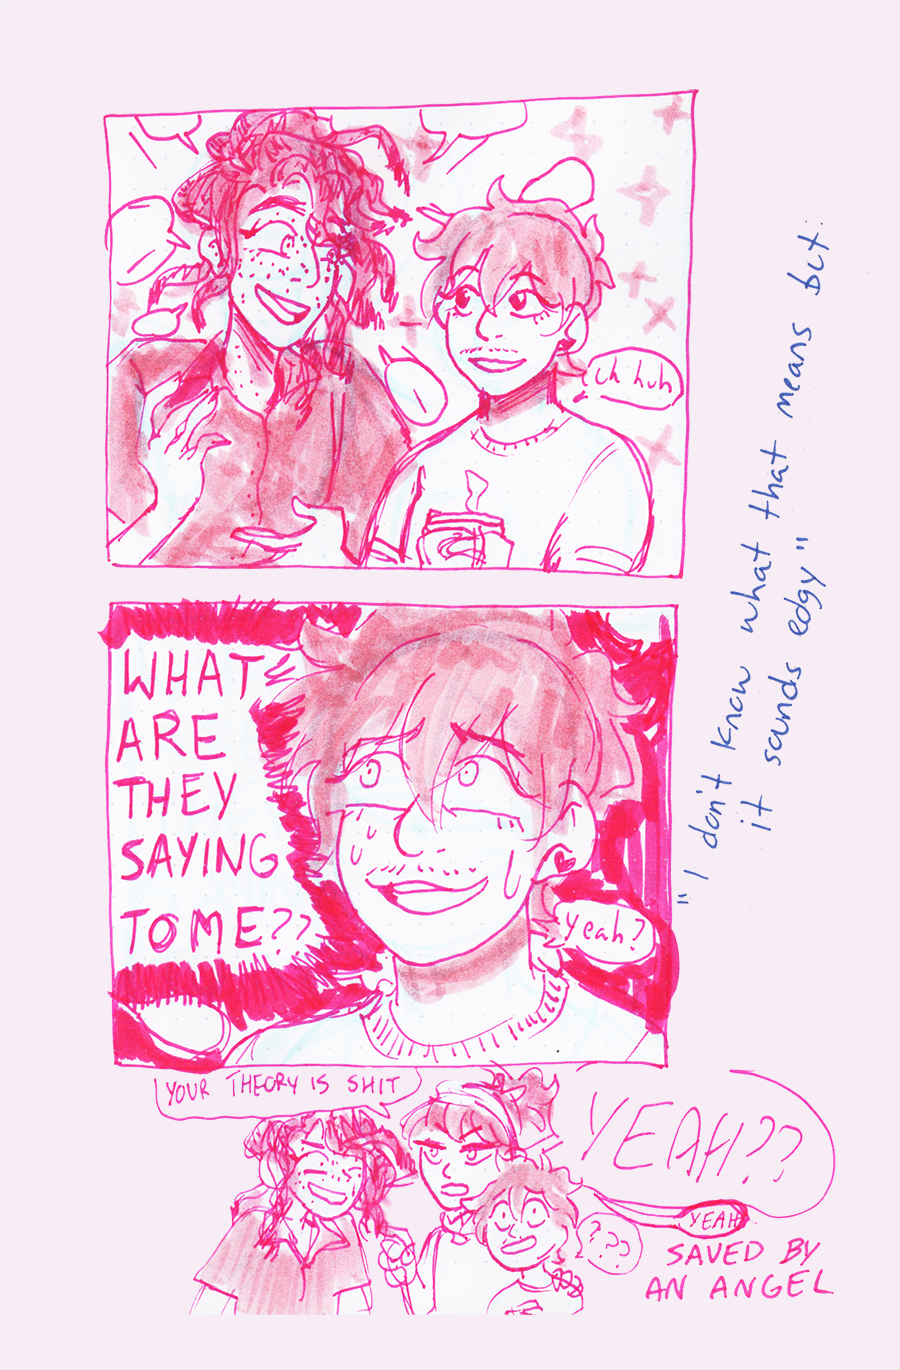 uh huh
WHAT
ARE
THEY
SAYING
TO ME??
yeah?
"I don't know what that means but
it sounds edgy"
YOUR THEORY IS SHIT
YEAH??
YEAH
???
SAVED BY
AN ANGEL